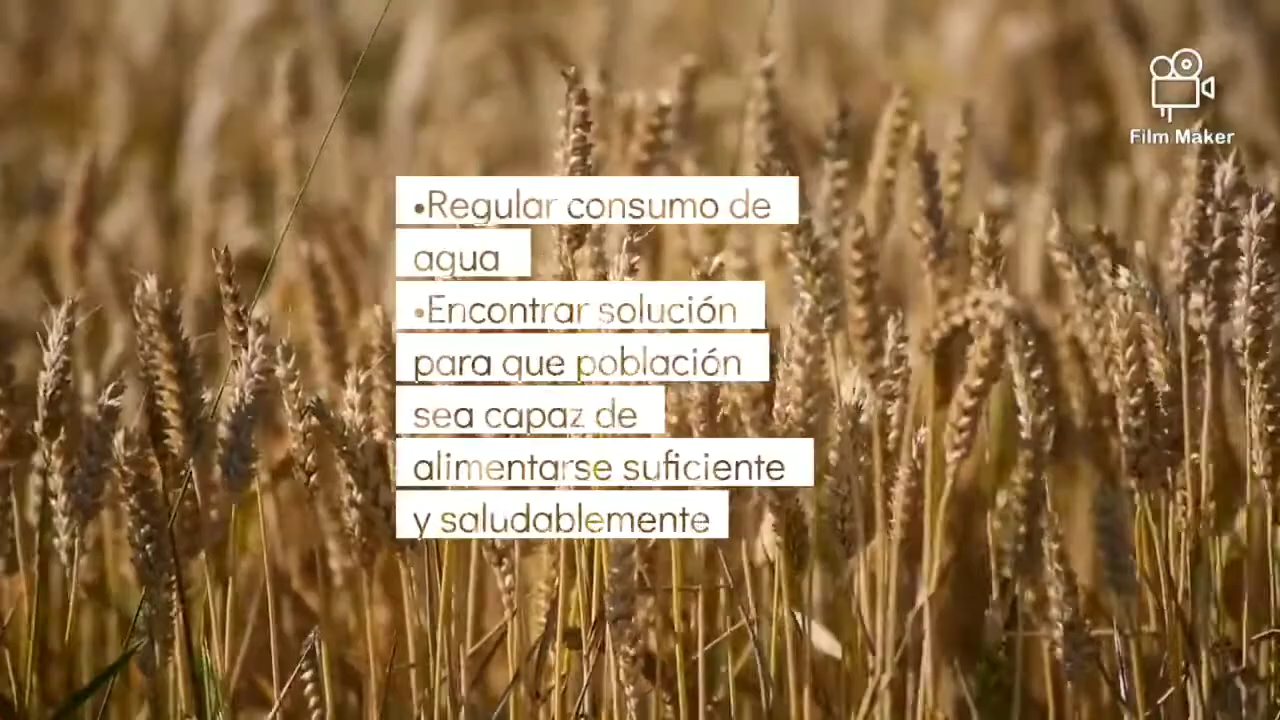 Film Maker
•Regular consumo de
agua
•Encontrar solución
para que población
sea capaz de
alimentarse suficiente
y saludablemente